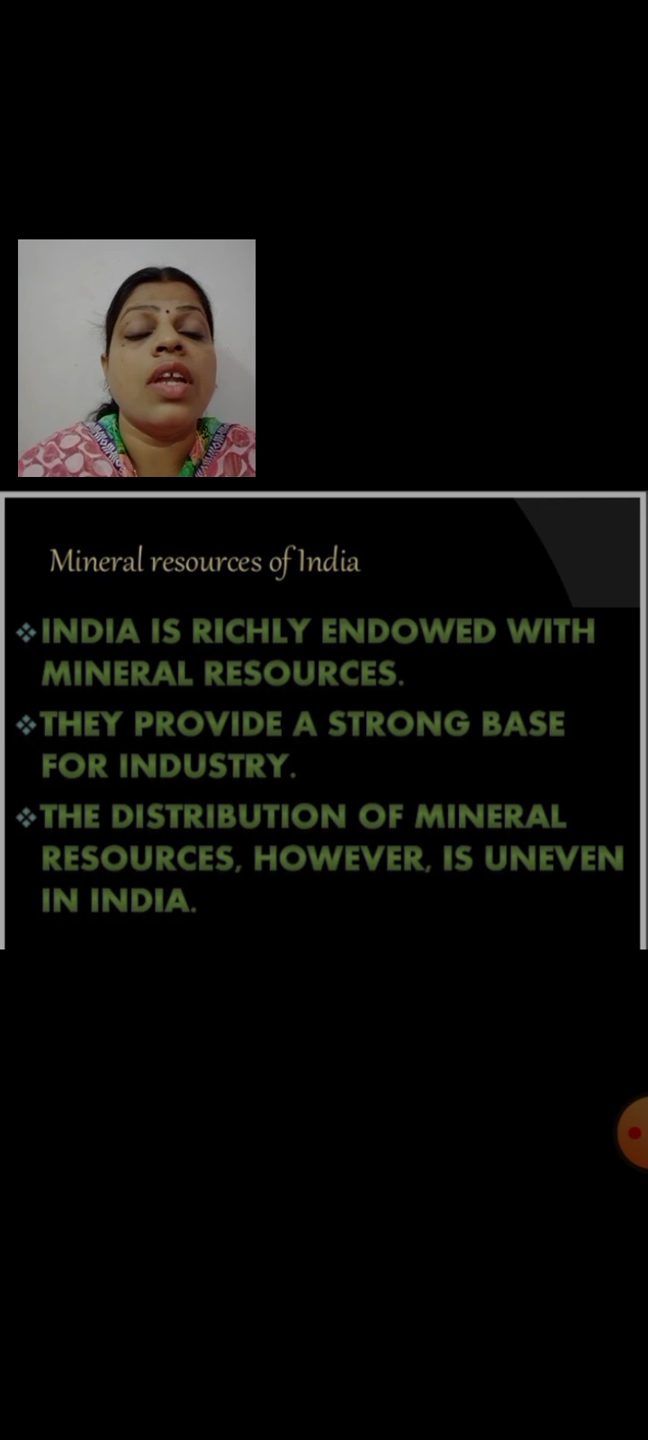 Mineral resources of India
❖INDIA IS RICHLY ENDOWED WITH
MINERAL RESOURCES.
❖THEY PROVIDE A STRONG BASE
FOR INDUSTRY.
❖THE DISTRIBUTION OF MINERAL
RESOURCES, HOWEVER, IS UNEVEN
IN INDIA.